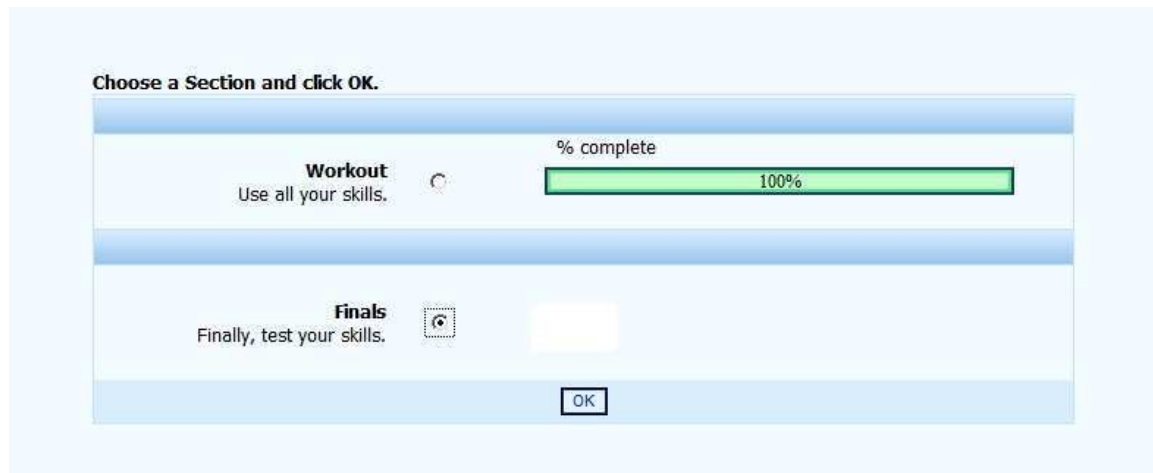 Choose a Section and click OK.
% complete
Workout
Use all your skills.
100%
Finals
Finally, test your skills.
OK